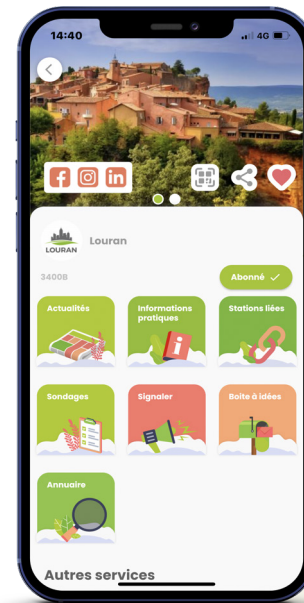 14:40
4G
LOURAN
Louran
3400B
Abonné
Actualités
Informations
pratiques
Stations liées
Sondages
Signaler
Boîte à idées
Annuaire
Autres services